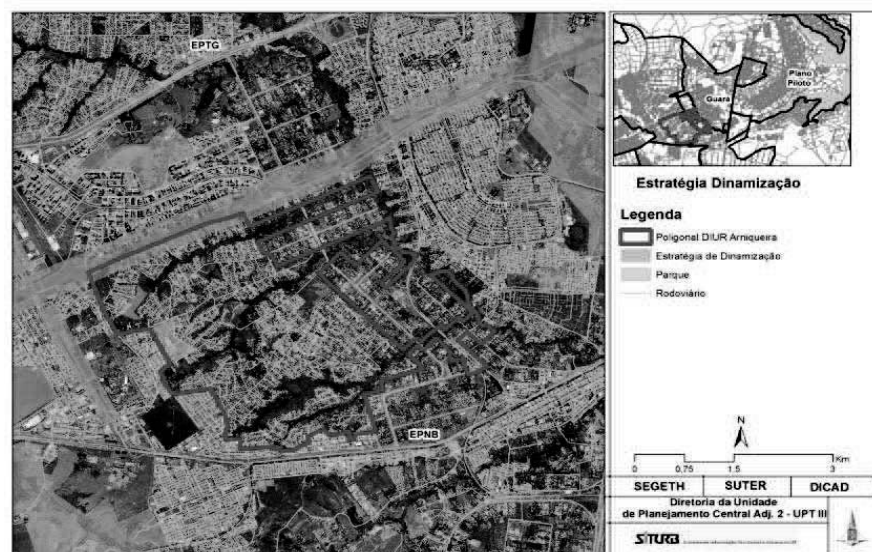 EPTG
EPNB
Guará
Plano
Piloto
Estratégia Dinamização
Legenda
Poligonal DIUR Arniqueira
Estratégia de Dinamização
Parque
Rodoviário
N
0 0,75 1,5 3
Km
SEGETH SUTER DICAD
Diretoria da Unidade
de Planejamento Central Adj. 2 - UPT III
SITURB